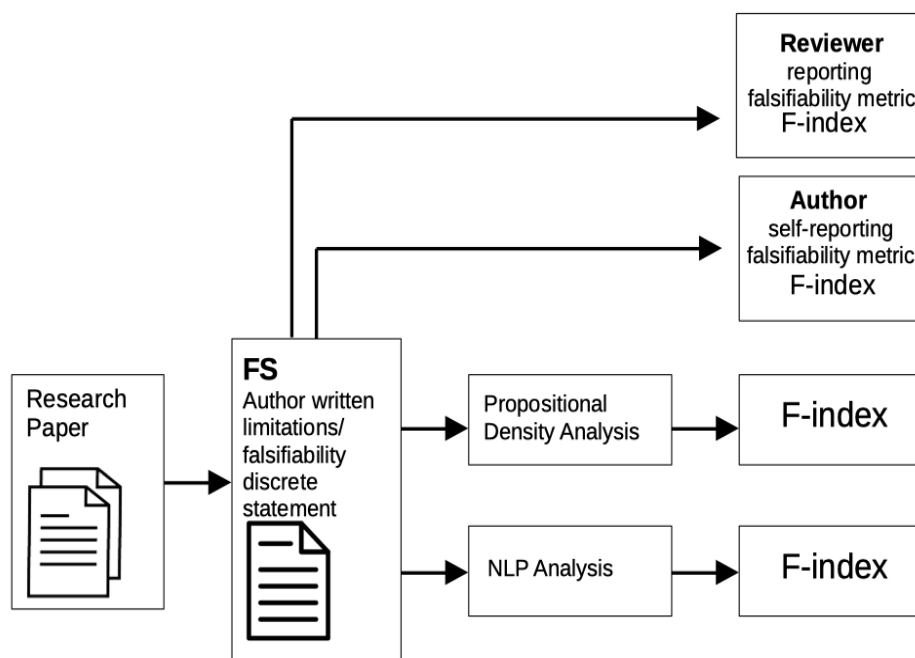 Reviewer
reporting
falsifiability metric
F-index
Author
self-reporting
falsifiability metric
F-index
Research
Paper
FS
Author written
limitations/
falsifiability
discrete
statement
Propositional
Density Analysis
F-index
NLP Analysis
F-index